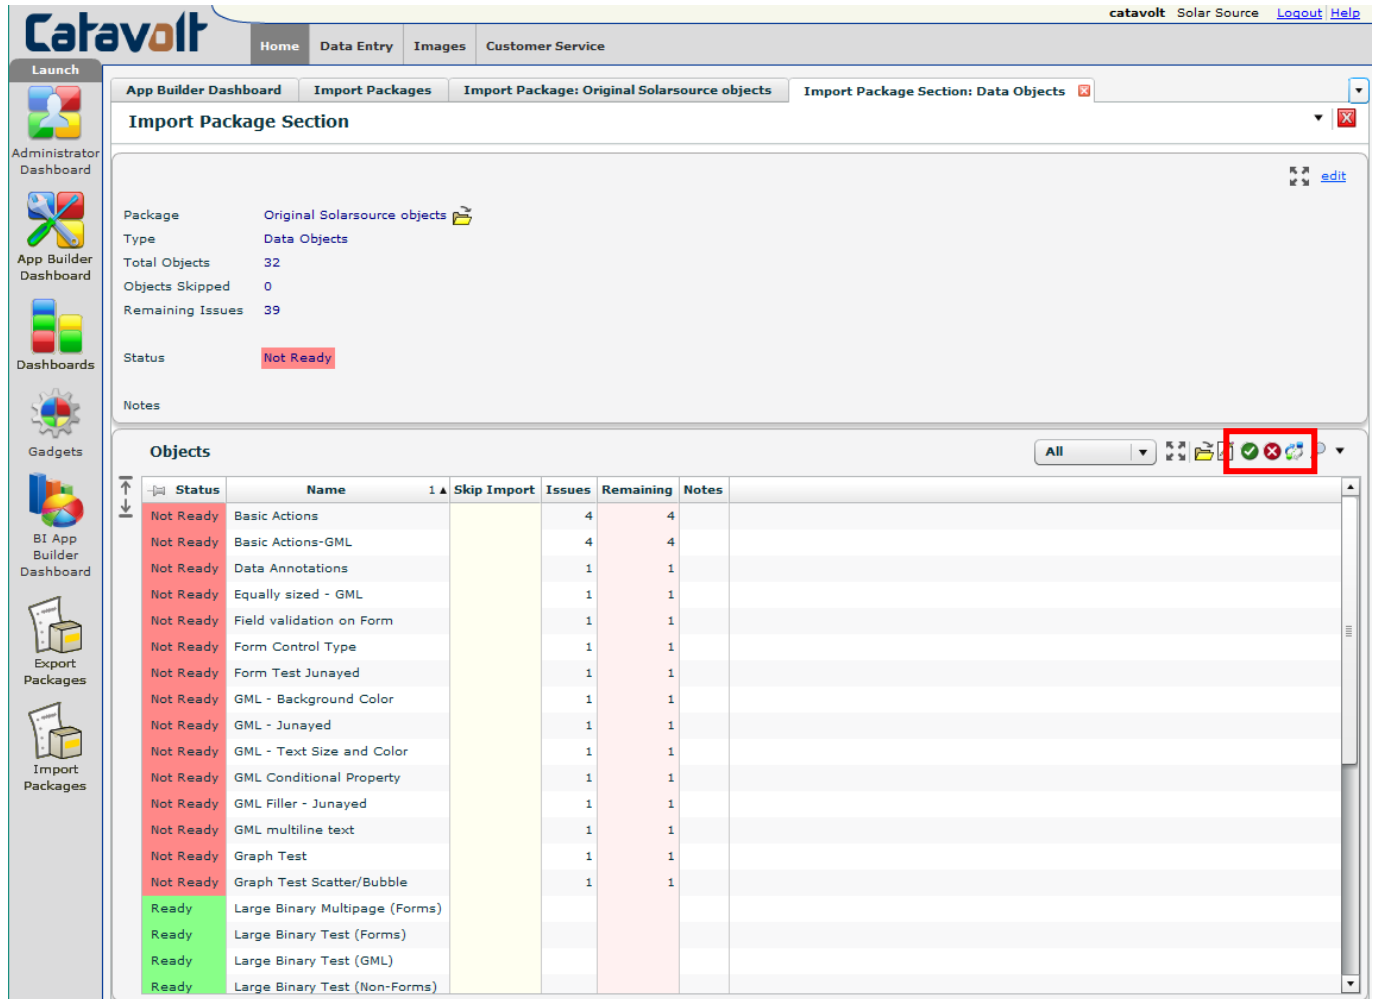 catavolt Solar Source Logout Help
Catavolt
Home Data Entry Images Customer Service
Launch
App Builder Dashboard Import Packages Import Package: Original Solarsource objects Import Package Section: Data Objects
Import Package Section
Administrator
Dashboard
edit
Package Original Solarsource objects
Type Data Objects
App Builder
Dashboard
Total Objects 32
Objects Skipped 0
Remaining Issues 39
Status Not Ready
Dashboards
Notes
Gadgets
Objects All
Status Name 1 Skip Import Issues Remaining Notes
Not Ready Basic Actions 4 4
Not Ready Basic Actions-GML 4 4
BI App
Builder
Dashboard
Not Ready Data Annotations 1 1
Not Ready Equally sized - GML 1 1
Not Ready Field validation on Form 1 1
Not Ready Form Control Type 1 1
Export
Packages
Not Ready Form Test Junayed 1 1
Not Ready GML - Background Color 1 1
Not Ready GML - Junayed 1 1
Not Ready GML - Text Size and Color 1 1
Import
Packages
Not Ready GML Conditional Property 1 1
Not Ready GML Filler - Junayed 1 1
Not Ready GML multiline text 1 1
Not Ready Graph Test 1 1
Not Ready Graph Test Scatter/Bubble 1 1
Ready Large Binary Multipage (Forms)
Ready Large Binary Test (Forms)
Ready Large Binary Test (GML)
Ready Large Binary Test (Non-Forms)